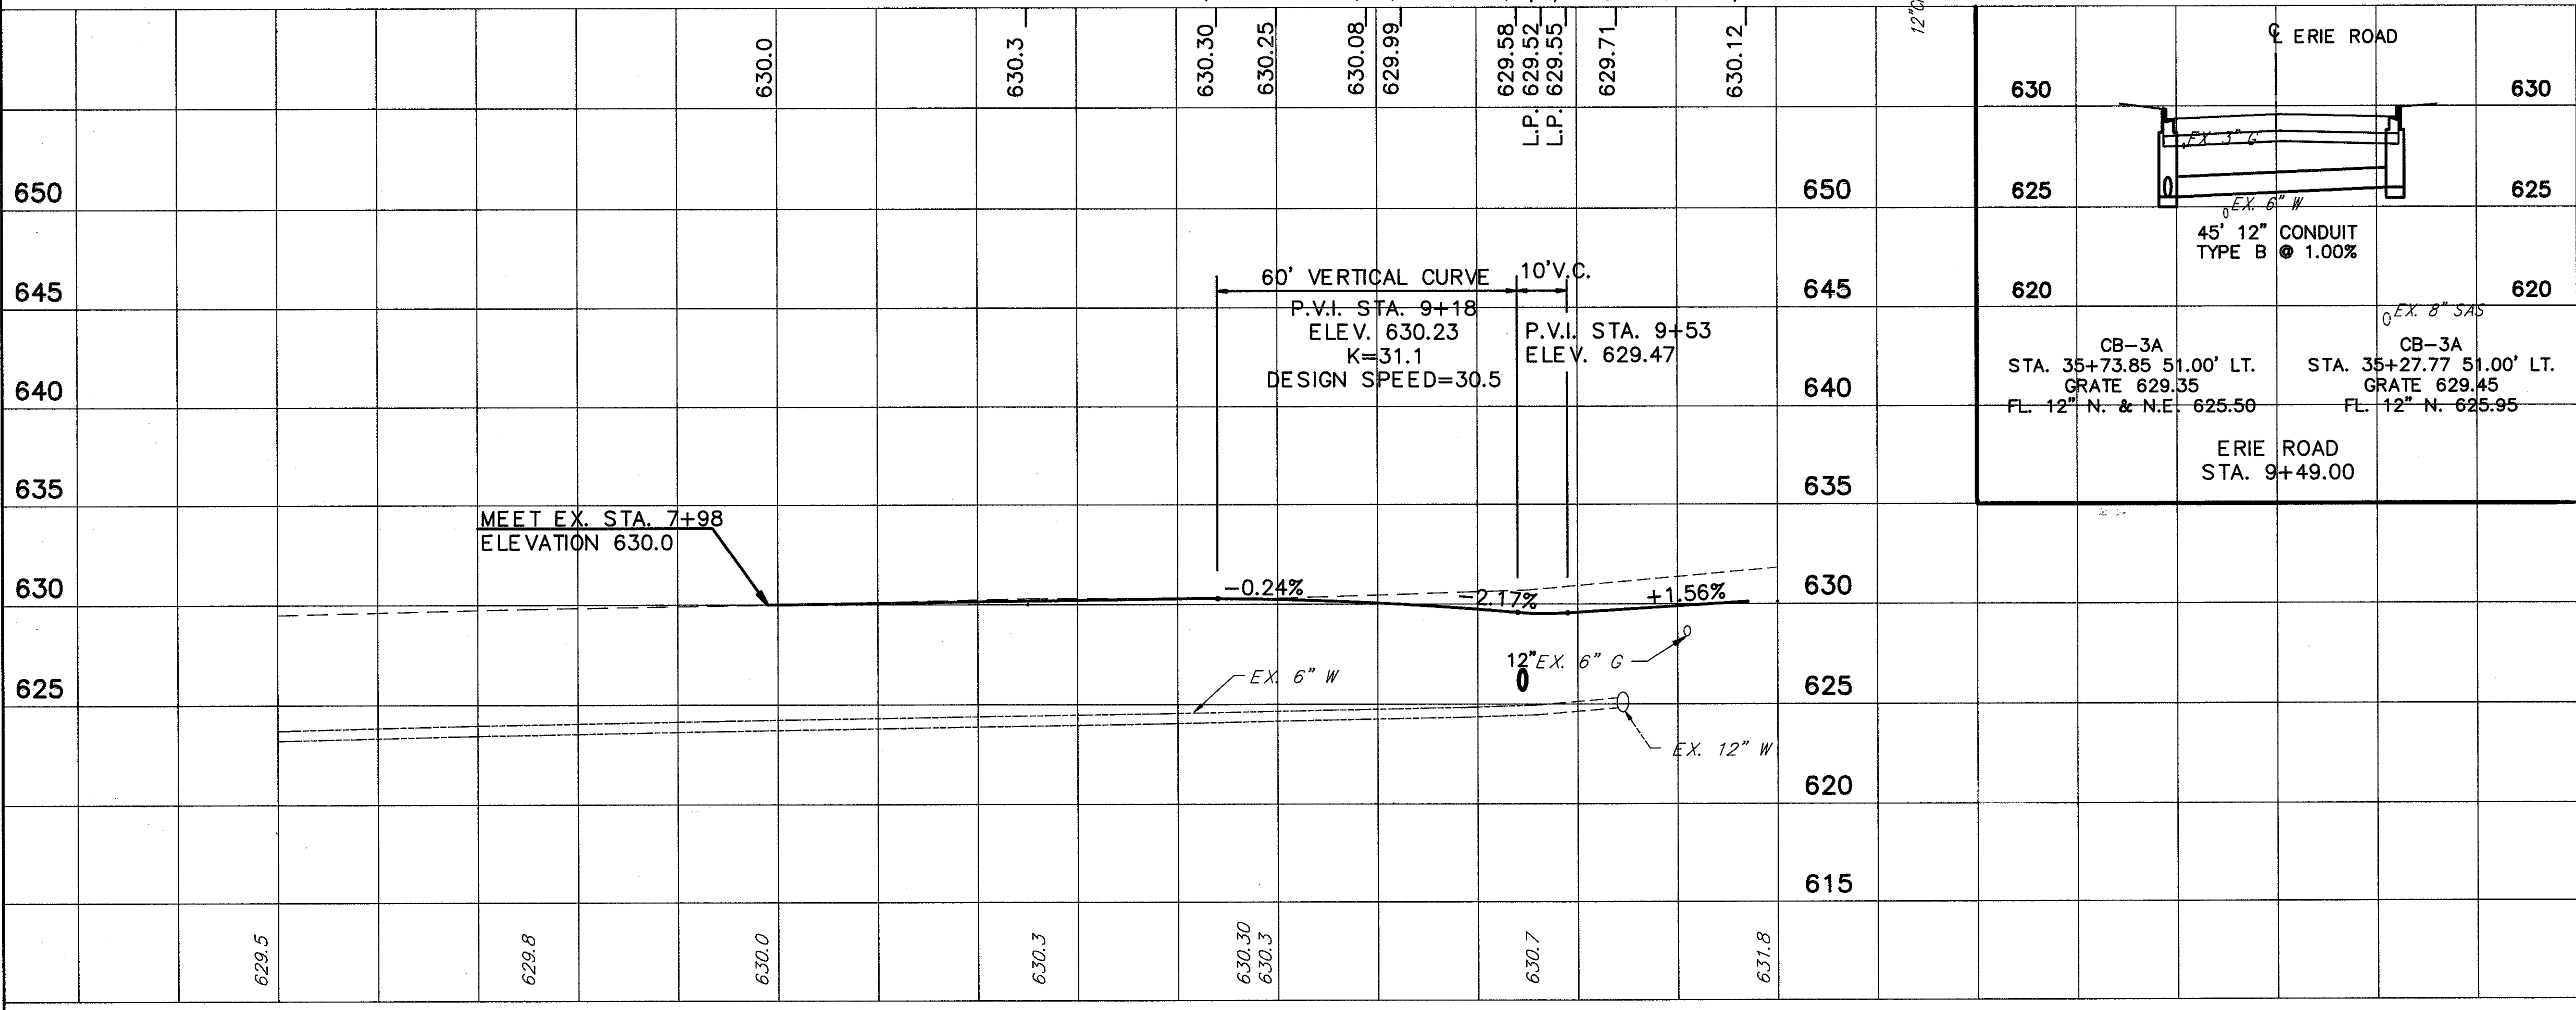 630.0
630.3
630.30
630.25
630.08
629.99
629.58
L.P. 629.52
L.P. 629.55
629.71
630.12
650
645
640
635
630
625
650
645
640
635
630
625
620
615
60' VERTICAL CURVE
P.V.I. STA. 9+18
ELEV. 630.23
K=31.1
DESIGN SPEED=30.5
10'V.C.
P.V.I. STA. 9+53
ELEV. 629.47
MEET EX. STA. 7+98
ELEVATION 630.0
-0.24%
-2.17%
+1.56%
12"
EX. 6" G
EX. 6" W
EX. 12" W
629.5
629.8
630.0
630.3
630.30
630.3
630.7
631.8
℄ ERIE ROAD
630
630
EX. 3" G
625
625
EX. 6" W
45' 12" CONDUIT
TYPE B @ 1.00%
620
620
EX. 8" SAS
CB-3A
STA. 35+73.85 51.00' LT.
GRATE 629.35
FL. 12" N. & N.E. 625.50
CB-3A
STA. 35+27.77 51.00' LT.
GRATE 629.45
FL. 12" N. 625.95
ERIE ROAD
STA. 9+49.00